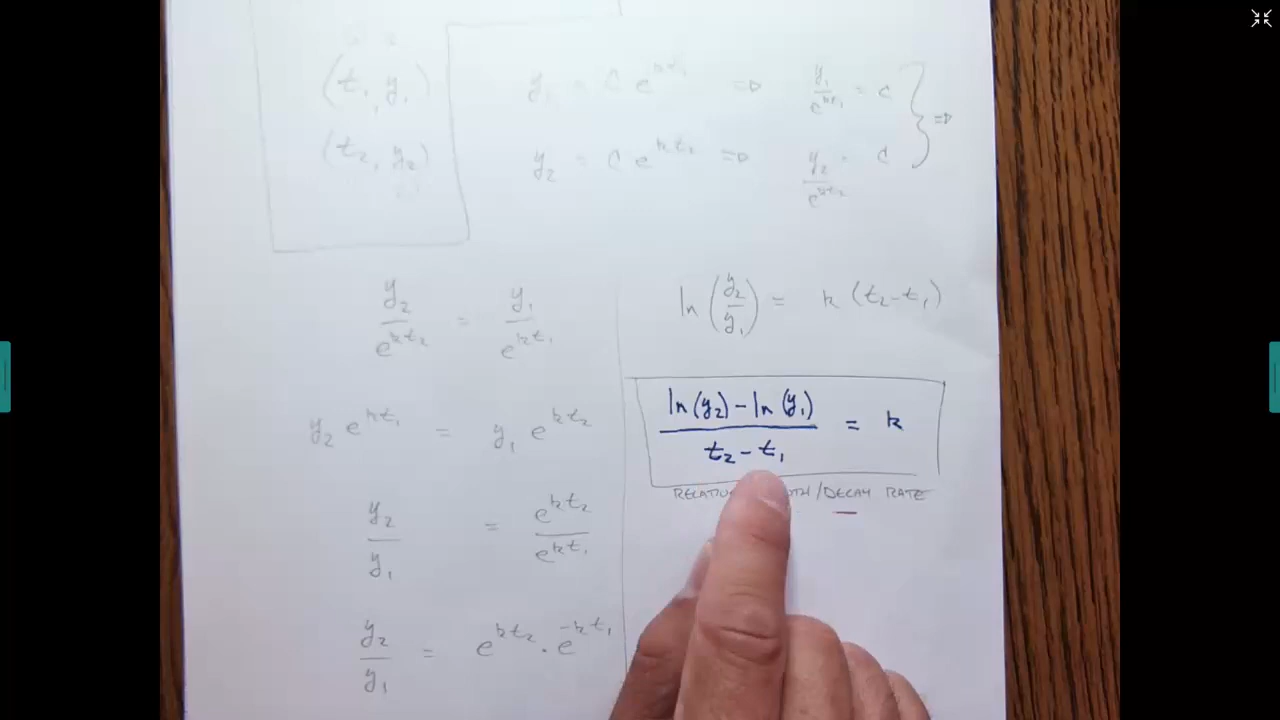 (t₁, y₁)
(t₂, y₂)
y₁ = C e^{kt₁} ⇒ y₁/e^{kt₁} = C
y₂ = C e^{kt₂} ⇒ y₂/e^{kt₂} = C
} ⇒
y₂/e^{kt₂} = y₁/e^{kt₁}
y₂ e^{kt₁} = y₁ e^{kt₂}
y₂/y₁ = e^{kt₂}/e^{kt₁}
y₂/y₁ = e^{kt₂} · e^{-kt₁}
ln(y₂/y₁) = k (t₂-t₁)
(ln(y₂) - ln(y₁))/(t₂ - t₁) = k
/DECAY RATE